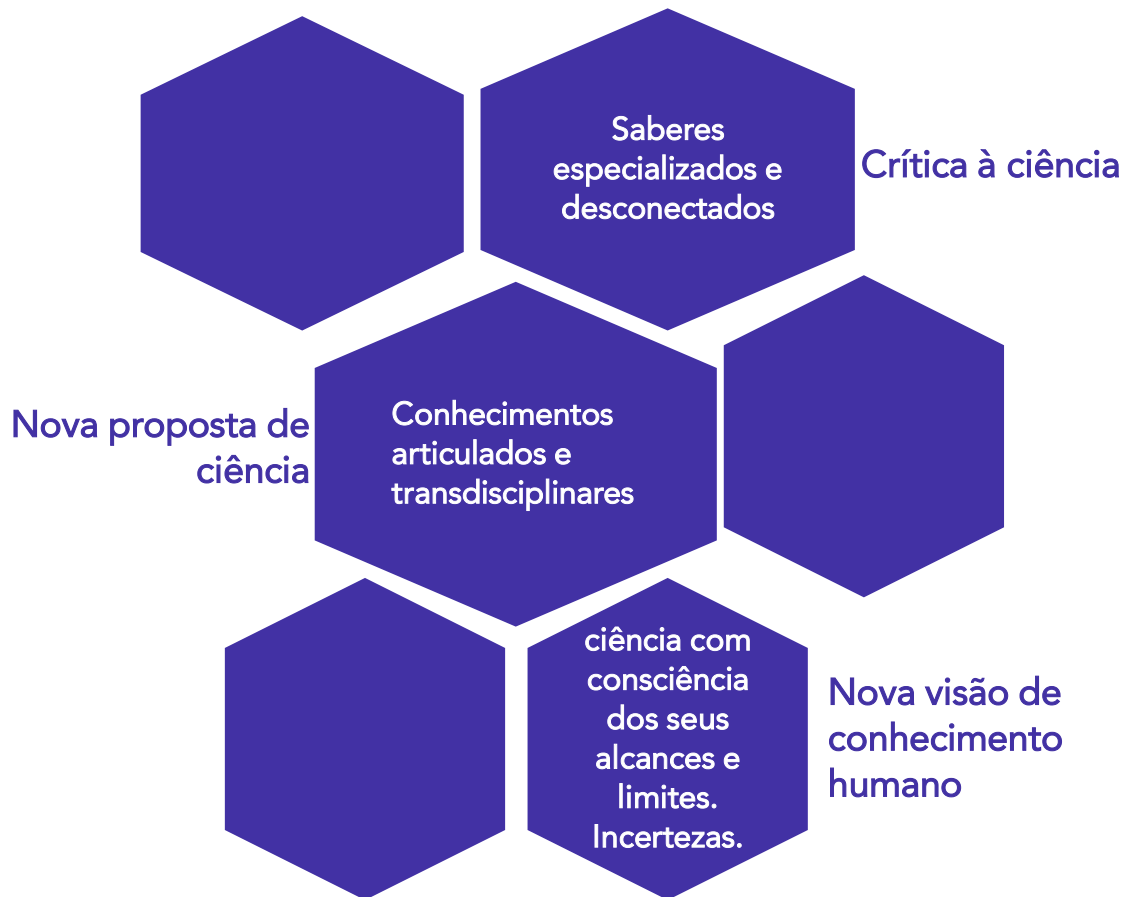 Saberes
especializados e
desconectados
Crítica à ciência
Nova proposta de
ciência
Conhecimentos
articulados e
transdisciplinares
ciência com
consciência
dos seus
alcances e
limites.
Incertezas.
Nova visão de
conhecimento
humano